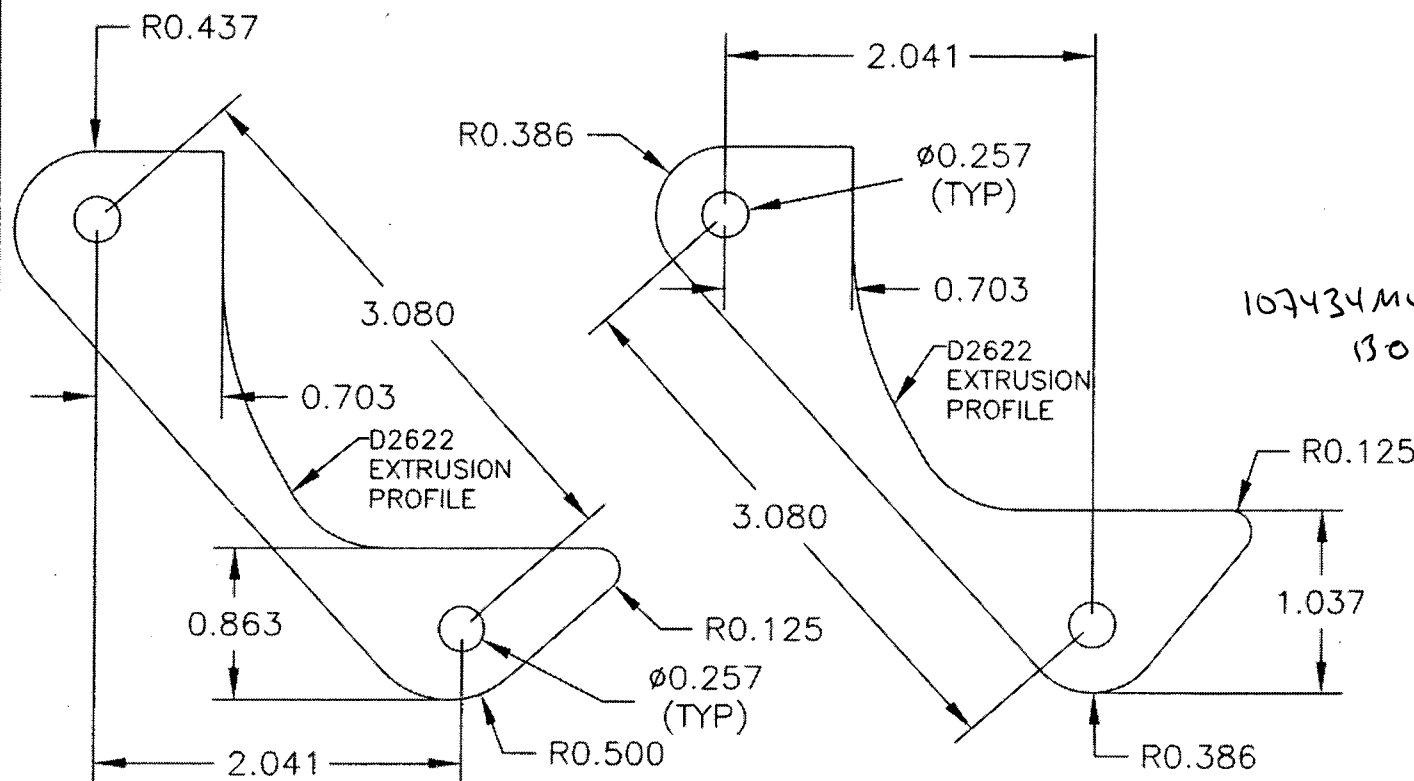 R0.437
2.041
R0.386
ø0.257
(TYP)
3.080
0.703
0.703
D2622
EXTRUSION
PROFILE
D2622
EXTRUSION
PROFILE
R0.125
3.080
0.863
1.037
R0.125
ø0.257
(TYP)
R0.500
2.041
R0.386